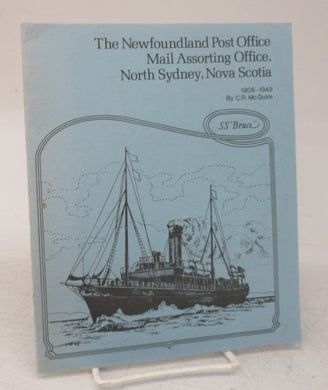 The Newfoundland Post Office
Mail Assorting Office,
North Sydney, Nova Scotia
1906-1949
By C.R. McGuire
SS "Bruce"